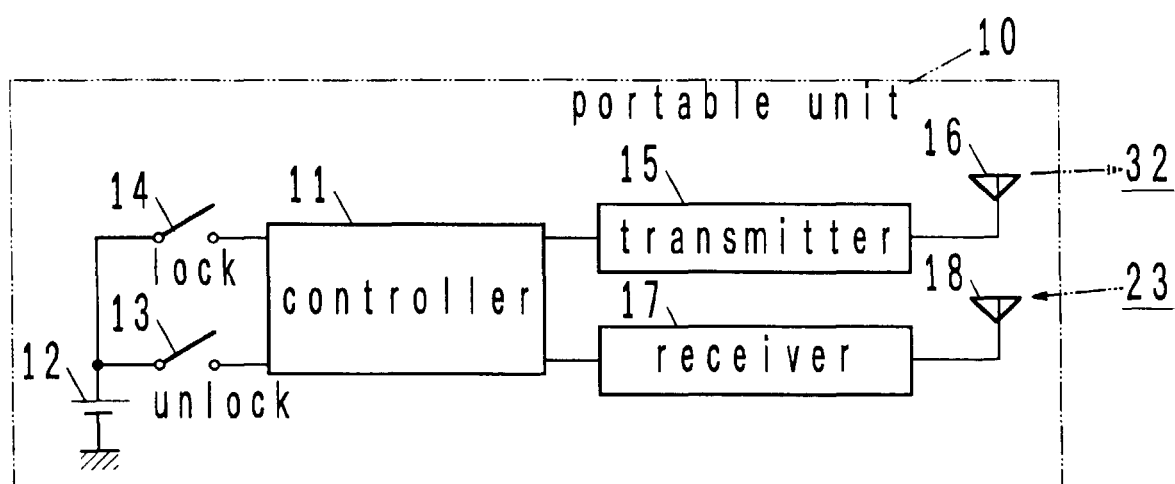 10
portable unit
16
32
14
11
15
transmitter
lock
controller
18
23
13
17
receiver
12
unlock